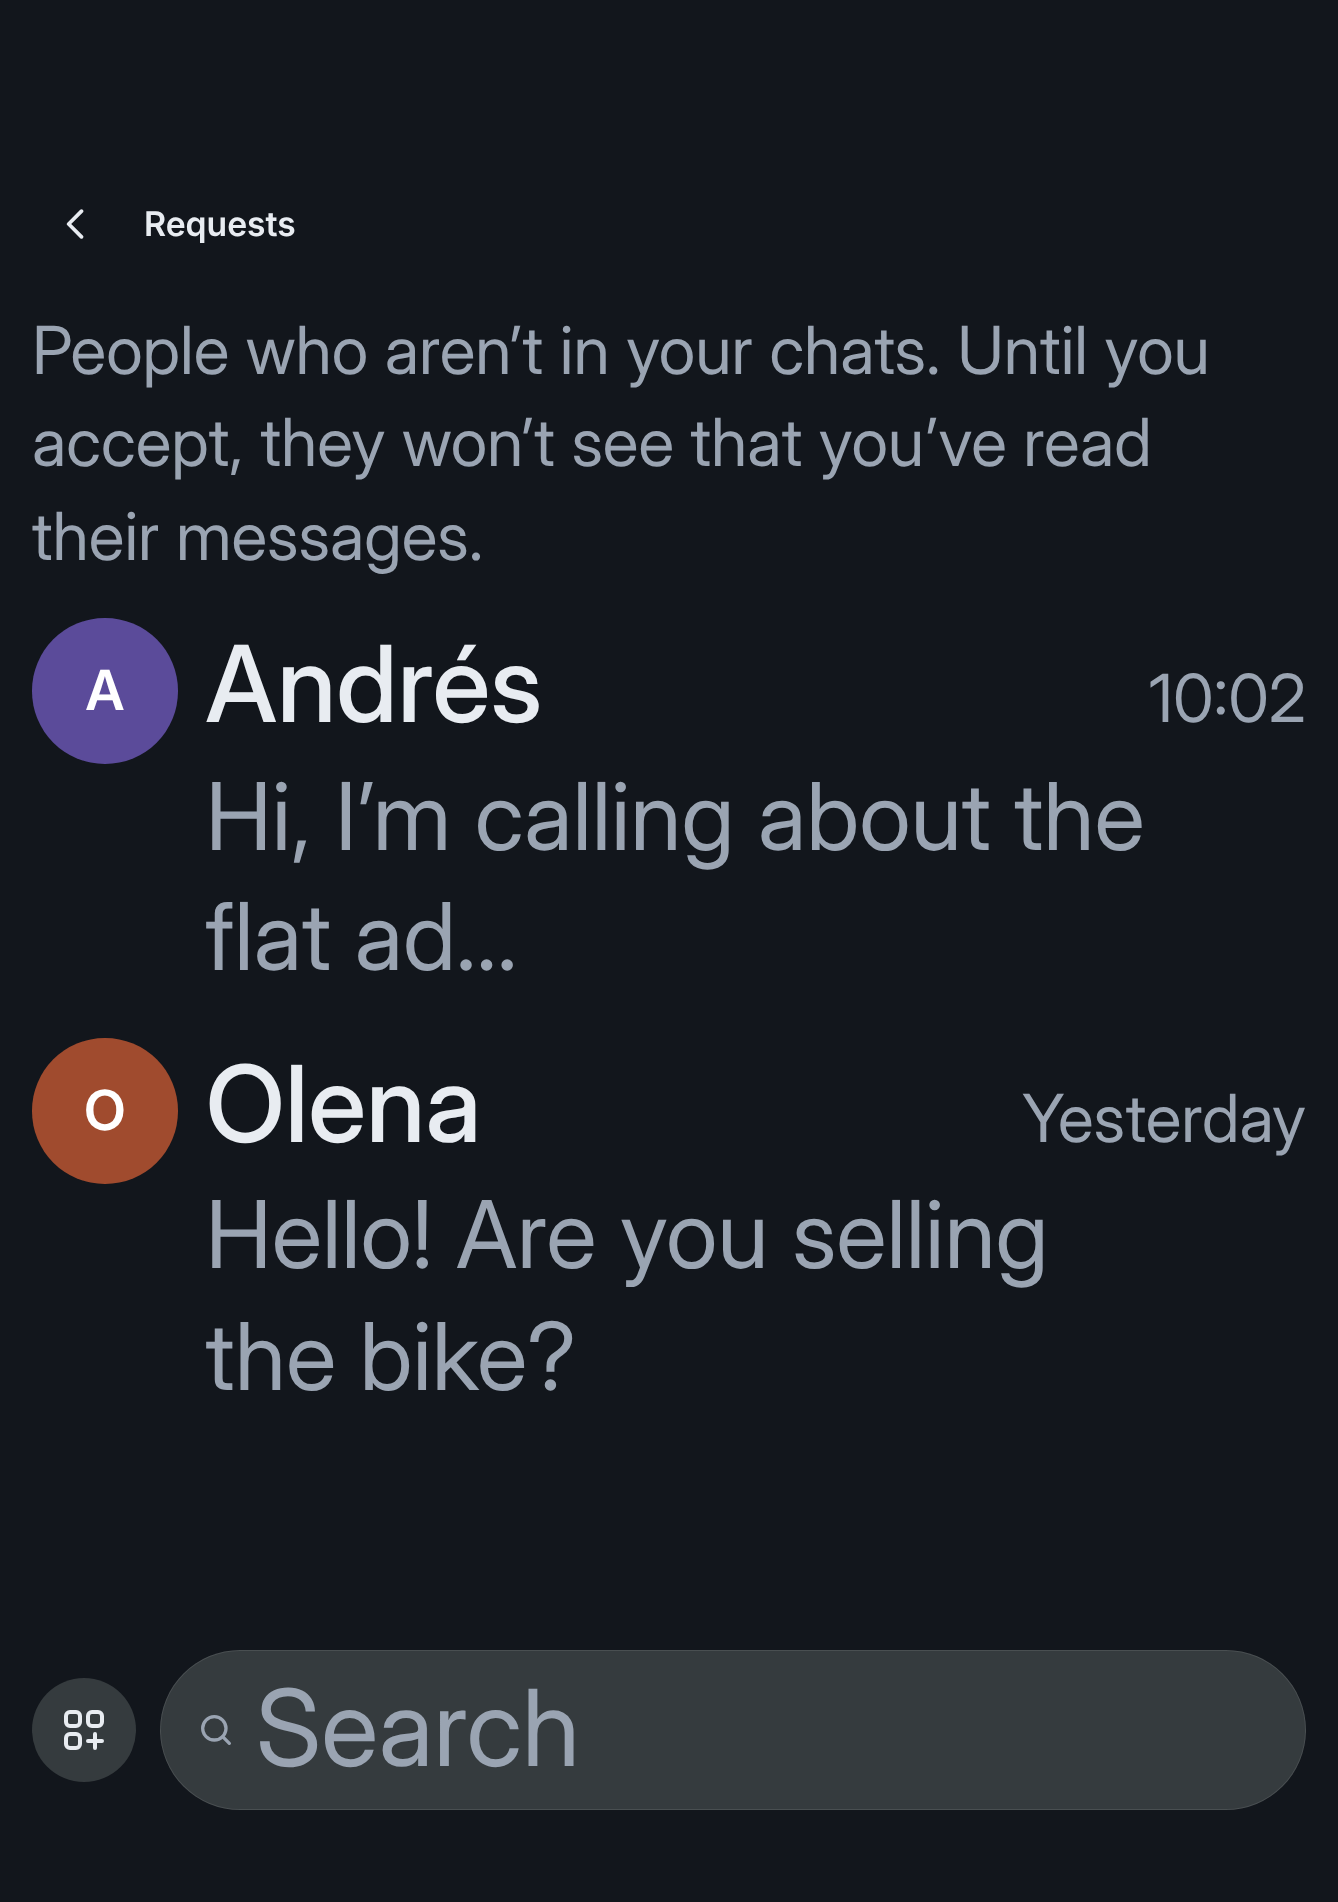 Requests
People who aren’t in your chats. Until you
accept, they won’t see that you’ve read
their messages.
A
Andrés
10:02
Hi, I’m calling about the
flat ad…
O
Olena
Yesterday
Hello! Are you selling
the bike?
Search